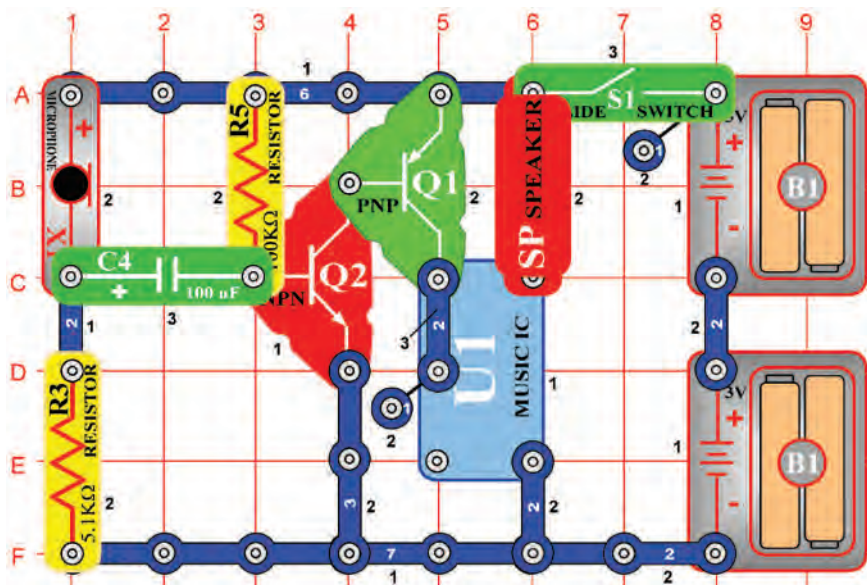 1 2 3 4 5 6 7 8 9
A
B
C
D
E
F
1
6
3
MICROPHONE
+
X1
2
R5
RESISTOR
100KΩ
2
Q1
PNP
2
SP SPEAKER
2
S1
SLIDE SWITCH
1
2
3V
+
-
B1
1
C4
+
100 nF
3
Q2
NPN
1
2
3
U1
MUSIC IC
1
2
1
2
2
1
2
R3
RESISTOR
5.1KΩ
2
3
2
2
2
3V
+
-
B1
1
7
1
2
2